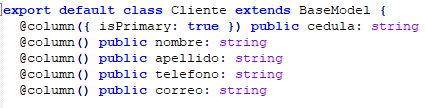 export default class Cliente extends BaseModel {
@column({ isPrimary: true }) public cedula: string
@column() public nombre: string
@column() public apellido: string
@column() public telefono: string
@column() public correo: string